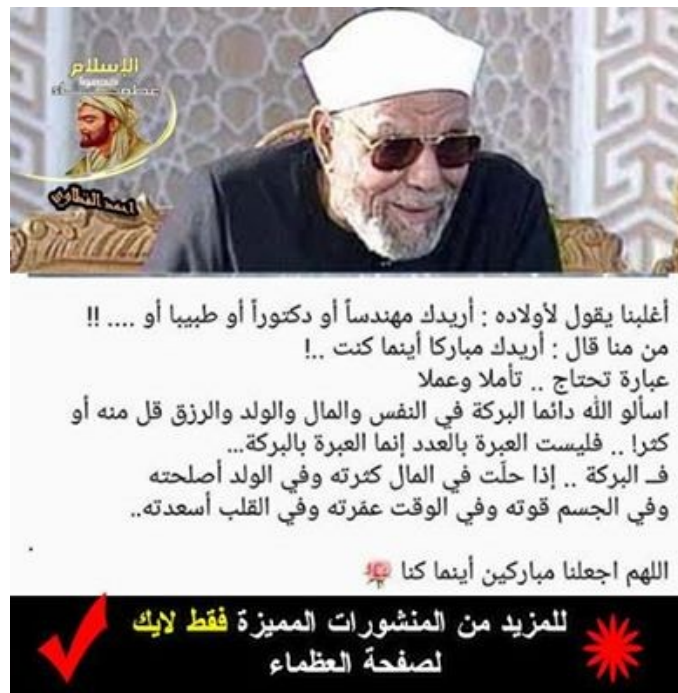 الإسلام
أغلبنا يقول لأولاده : أريدك مهندساً أو دكتوراً أو طبيبا أو .... !!
من منا قال : أريدك مباركا أينما كنت ..!
عبارة تحتاج .. تأملا وعملا
اسألو الله دائما البركة في النفس والمال والولد والرزق قل منه أو
كثر! .. فليست العبرة بالعدد إنما العبرة بالبركة...
فـ البركة .. إذا حلّت في المال كثرته وفي الولد أصلحته
وفي الجسم قوته وفي الوقت عمّرته وفي القلب أسعدته..
.
اللهم اجعلنا مباركين أينما كنا 🌹
للمزيد من المنشورات المميزة فقط لايك
لصفحة العظماء